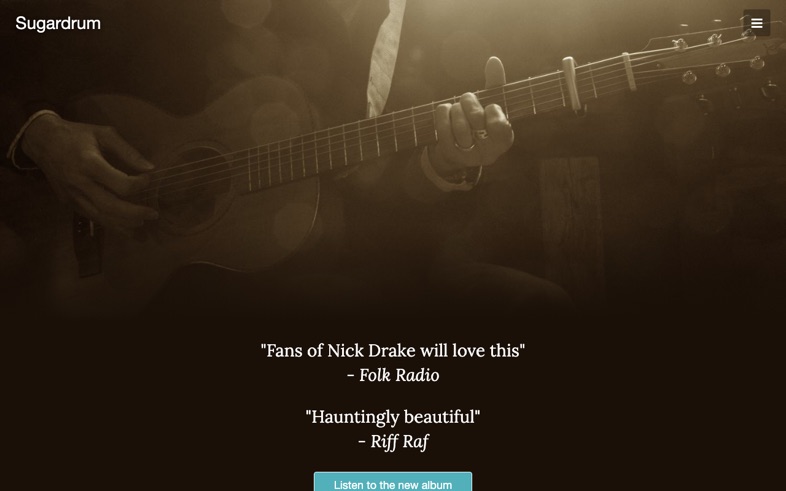 Sugardrum
"Fans of Nick Drake will love this"
- Folk Radio
"Hauntingly beautiful"
- Riff Raf
Listen to the new album